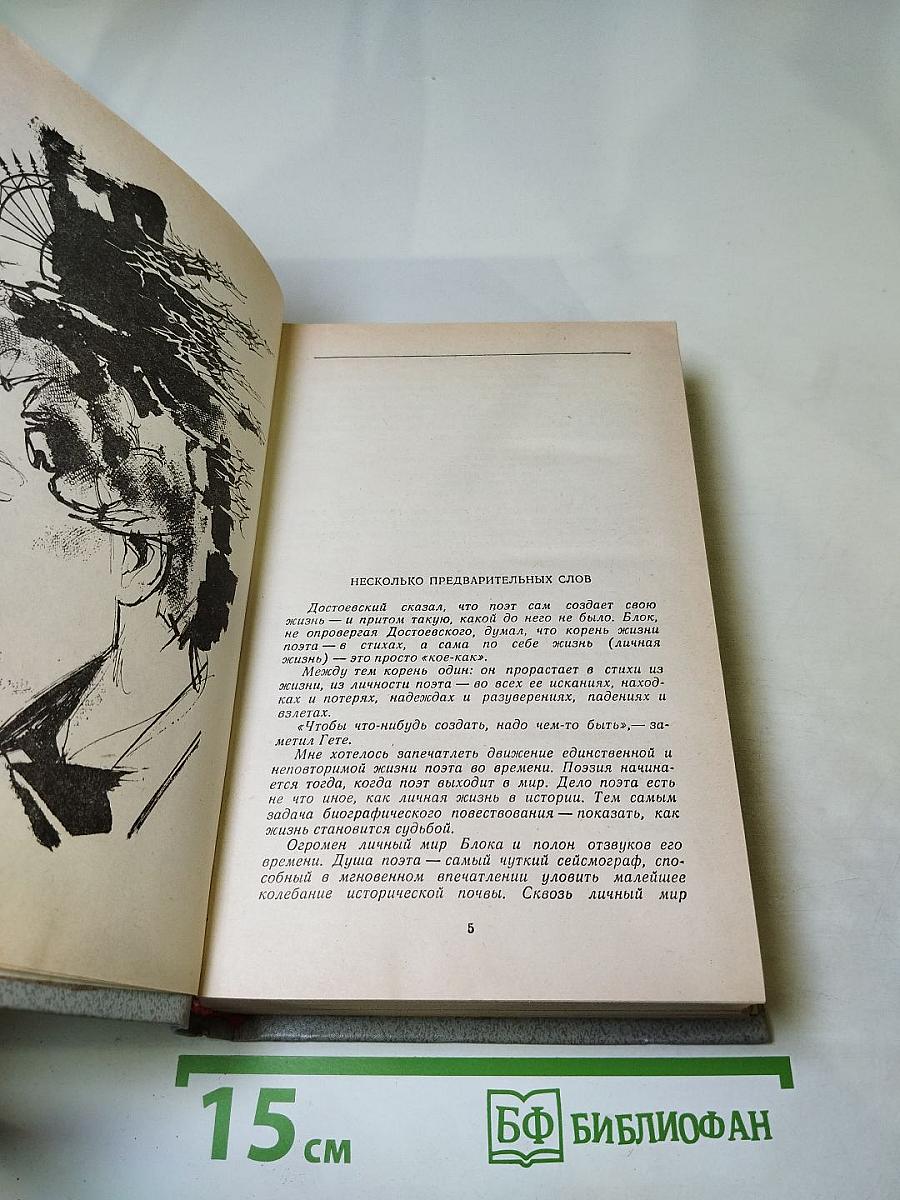 НЕСКОЛЬКО ПРЕДВАРИТЕЛЬНЫХ СЛОВ
Достоевский сказал, что поэт сам создает свою
жизнь — и притом такую, какой до него не было. Блок,
не опровергая Достоевского, думал, что корень жизни
поэта — в стихах, а сама по себе жизнь (личная
жизнь) — это просто «кое-как».
Между тем корень один: он прорастает в стихи из
жизни, из личности поэта — во всех ее исканиях, наход-
ках и потерях, надеждах и разуверениях, падениях и
взлетах.
«Чтобы что-нибудь создать, надо чем-то быть»,— за-
метил Гете.
Мне хотелось запечатлеть движение единственной и
неповторимой жизни поэта во времени. Поэзия начина-
ется тогда, когда поэт выходит в мир. Дело поэта есть
не что иное, как личная жизнь в истории. Тем самым
задача биографического повествования — показать, как
жизнь становится судьбой.
Огромен личный мир Блока и полон отзвуков его
времени. Душа поэта — самый чуткий сейсмограф, спо-
собный в мгновенном впечатлении уловить малейшее
колебание исторической почвы. Сквозь личный мир
5
15 см
БФ БИБЛИОФАН